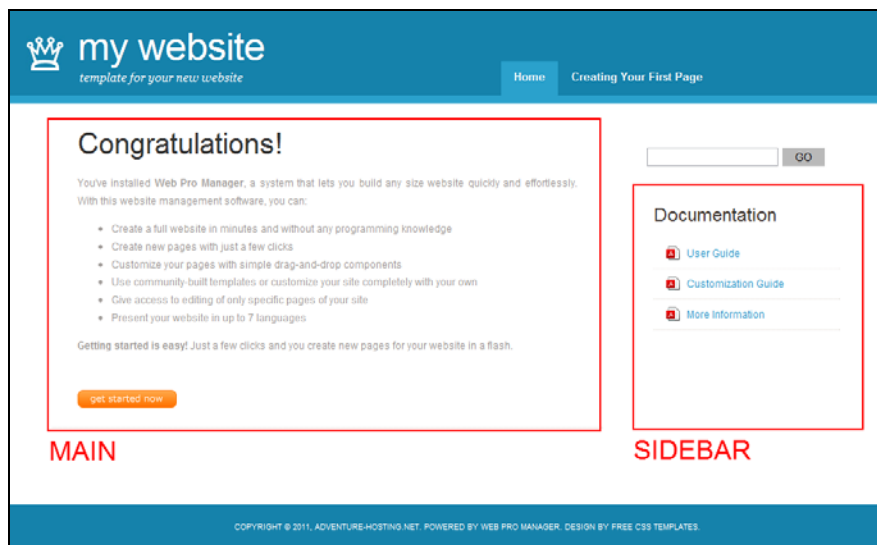 my website
template for your new website
Home
Creating Your First Page
Congratulations!
You've installed Web Pro Manager, a system that lets you build any size website quickly and effortlessly.
With this website management software, you can:
Create a full website in minutes and without any programming knowledge
Create new pages with just a few clicks
Customize your pages with simple drag-and-drop components
Use community-built templates or customize your site completely with your own
Give access to editing of only specific pages of your site
Present your website in up to 7 languages
Getting started is easy! Just a few clicks and you create new pages for your website in a flash.
get started now
MAIN
GO
Documentation
User Guide
Customization Guide
More Information
SIDEBAR
COPYRIGHT © 2011, ADVENTURE-HOSTING.NET. POWERED BY WEB PRO MANAGER. DESIGN BY FREE CSS TEMPLATES.